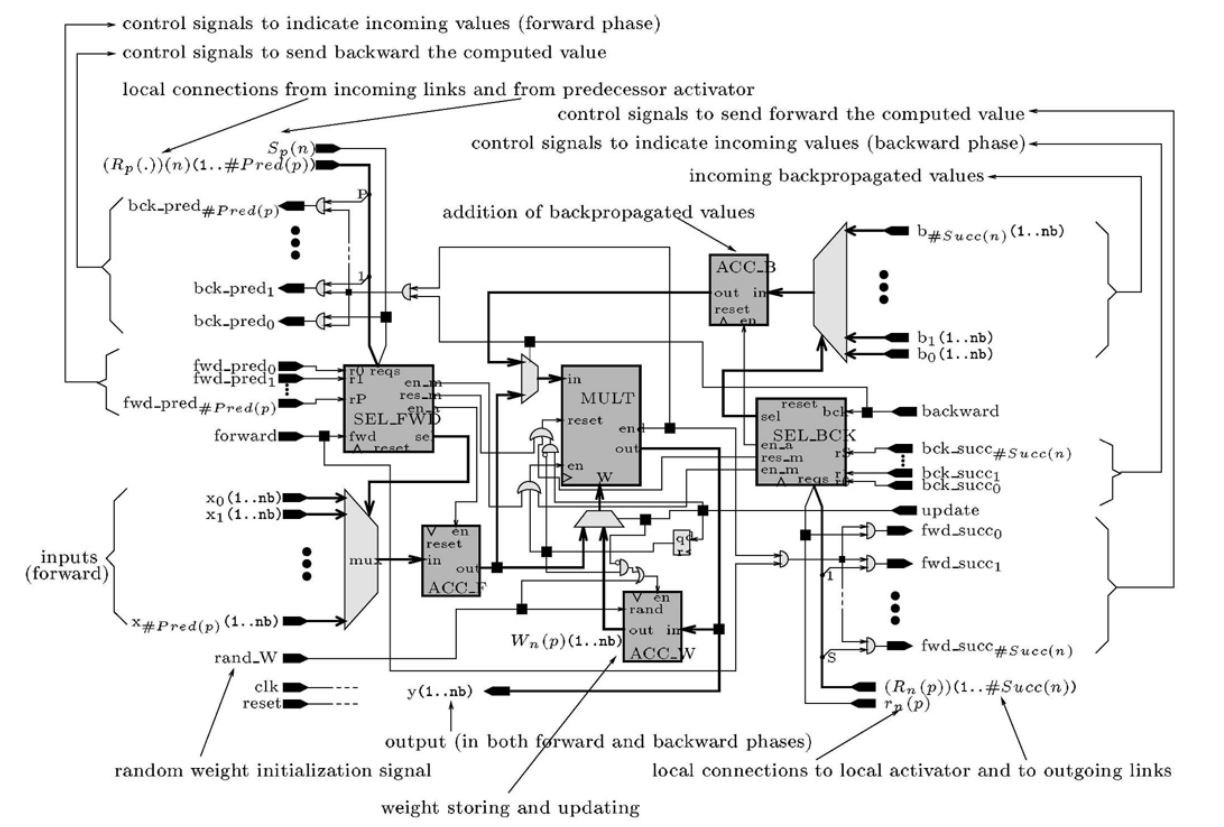 control signals to indicate incoming values (forward phase)
control signals to send backward the computed value
local connections from incoming links and from predecessor activator
control signals to send forward the computed value
control signals to indicate incoming values (backward phase)
incoming backpropagated values
addition of backpropagated values
S_p(n)
(R_p(.))(n)(1..#Pred(p))
P
bck_pred_#Pred(p)
1
bck_pred_1
bck_pred_0
ACC_B
out in
reset
en
b_#Succ(n)(1..nb)
b_1(1..nb)
b_0(1..nb)
fwd_pred_0
fwd_pred_1
fwd_pred_#Pred(p)
forward
r0 reqs
r1
rP
en_m
res_m
en_a
SEL_FWD
fwd sel
reset
in
MULT
reset
end
out
en
W
reset
sel bck
SEL_BCK
en_a
res_m
en_m
reqs
backward
bck_succ_#Succ(n)
bck_succ_1
bck_succ_0
update
fwd_succ_0
fwd_succ_1
1
fwd_succ_#Succ(n)
S
inputs
(forward)
x_0(1..nb)
x_1(1..nb)
x_#Pred(p)(1..nb)
mux
en
reset
in
out
ACC_F
q
rs
en
rand
out in
ACC_W
W_n(p)(1..nb)
rand_W
clk
reset
y(1..nb)
(R_n(p))(1..#Succ(n))
r_n(p)
output (in both forward and backward phases)
random weight initialization signal
local connections to local activator and to outgoing links
weight storing and updating